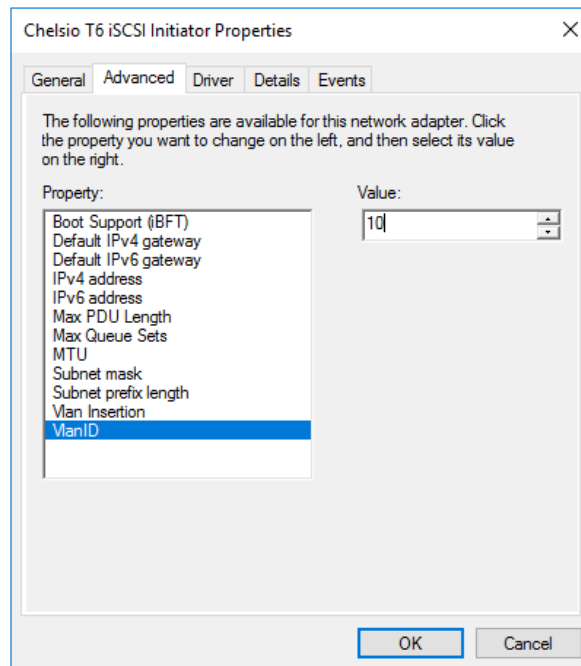 Chelsio T6 iSCSI Initiator Properties
General Advanced Driver Details Events
The following properties are available for this network adapter. Click
the property you want to change on the left, and then select its value
on the right.
Property:
Value:
Boot Support (iBFT)
Default IPv4 gateway
Default IPv6 gateway
IPv4 address
IPv6 address
Max PDU Length
Max Queue Sets
MTU
Subnet mask
Subnet prefix length
Vlan Insertion
VlanID
10
OK
Cancel